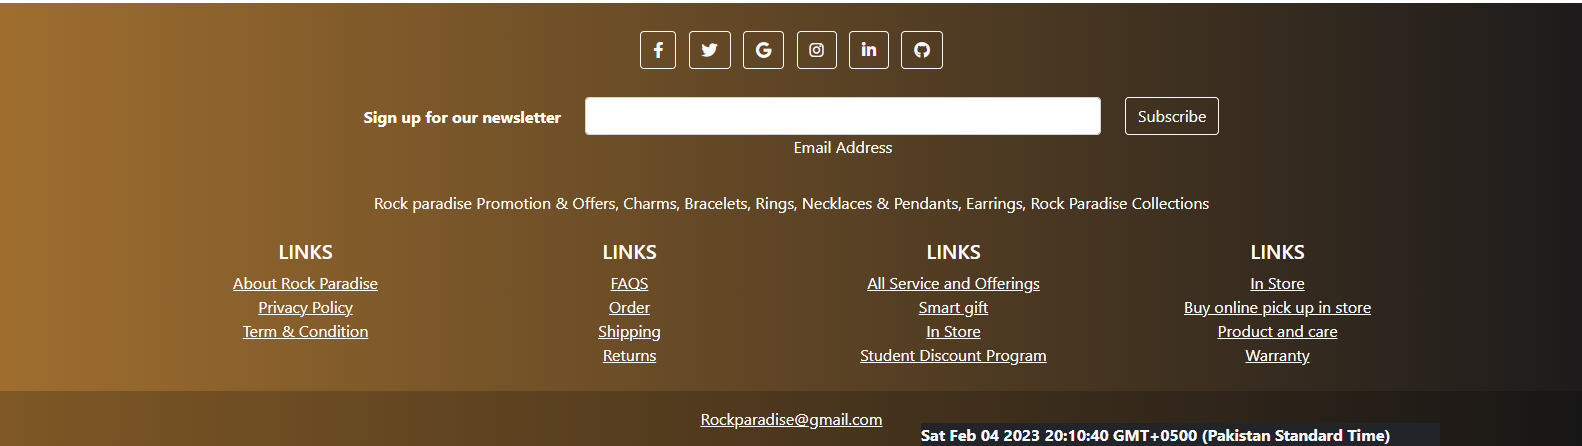 Sign up for our newsletter
Subscribe
Email Address
Rock paradise Promotion & Offers, Charms, Bracelets, Rings, Necklaces & Pendants, Earrings, Rock Paradise Collections
LINKS
About Rock Paradise
Privacy Policy
Term & Condition
LINKS
FAQS
Order
Shipping
Returns
LINKS
All Service and Offerings
Smart gift
In Store
Student Discount Program
LINKS
In Store
Buy online pick up in store
Product and care
Warranty
Rockparadise@gmail.com
Sat Feb 04 2023 20:10:40 GMT+0500 (Pakistan Standard Time)